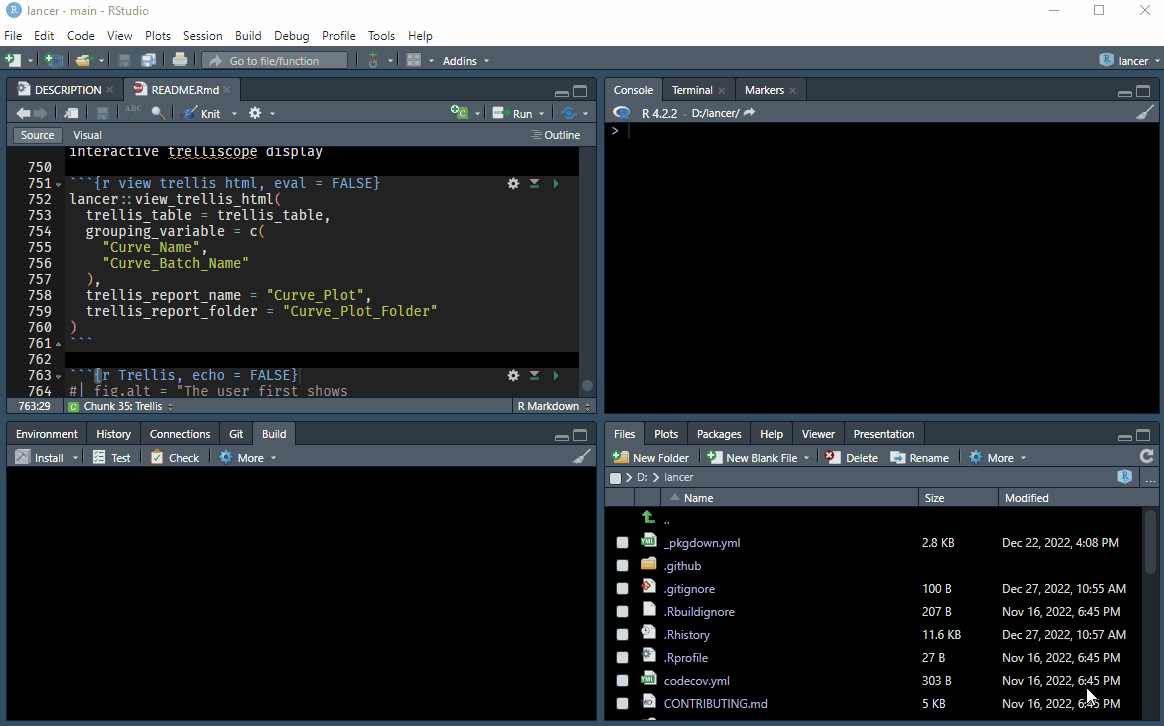 lancer - main - RStudio
File Edit Code View Plots Session Build Debug Profile Tools Help
Go to file/function Addins lancer
DESCRIPTION README.Rmd
ABC Knit Run
Source Visual Outline
interactive trelliscope display
750
751 ```{r view trellis html, eval = FALSE}
752 lancer::view_trellis_html(
753 trellis_table = trellis_table,
754 grouping_variable = c(
755 "Curve_Name",
756 "Curve_Batch_Name"
757 ),
758 trellis_report_name = "Curve_Plot",
759 trellis_report_folder = "Curve_Plot_Folder"
760 )
761 ```
762
763 ```{r Trellis, echo = FALSE}
764 #| fig.alt = "The user first shows
763:29 Chunk 35: Trellis R Markdown
Console Terminal Markers
R 4.2.2 . D:/lancer/
>
Environment History Connections Git Build
Install Test Check More
Files Plots Packages Help Viewer Presentation
New Folder New Blank File Delete Rename More
D: lancer ...
Name Size Modified
..
_pkgdown.yml 2.8 KB Dec 22, 2022, 4:08 PM
.github
.gitignore 100 B Dec 27, 2022, 10:55 AM
.Rbuildignore 207 B Nov 16, 2022, 6:45 PM
.Rhistory 11.6 KB Dec 27, 2022, 10:57 AM
.Rprofile 27 B Nov 16, 2022, 6:45 PM
codecov.yml 303 B Nov 16, 2022, 6:45 PM
CONTRIBUTING.md 5 KB Nov 16, 2022, 6:45 PM